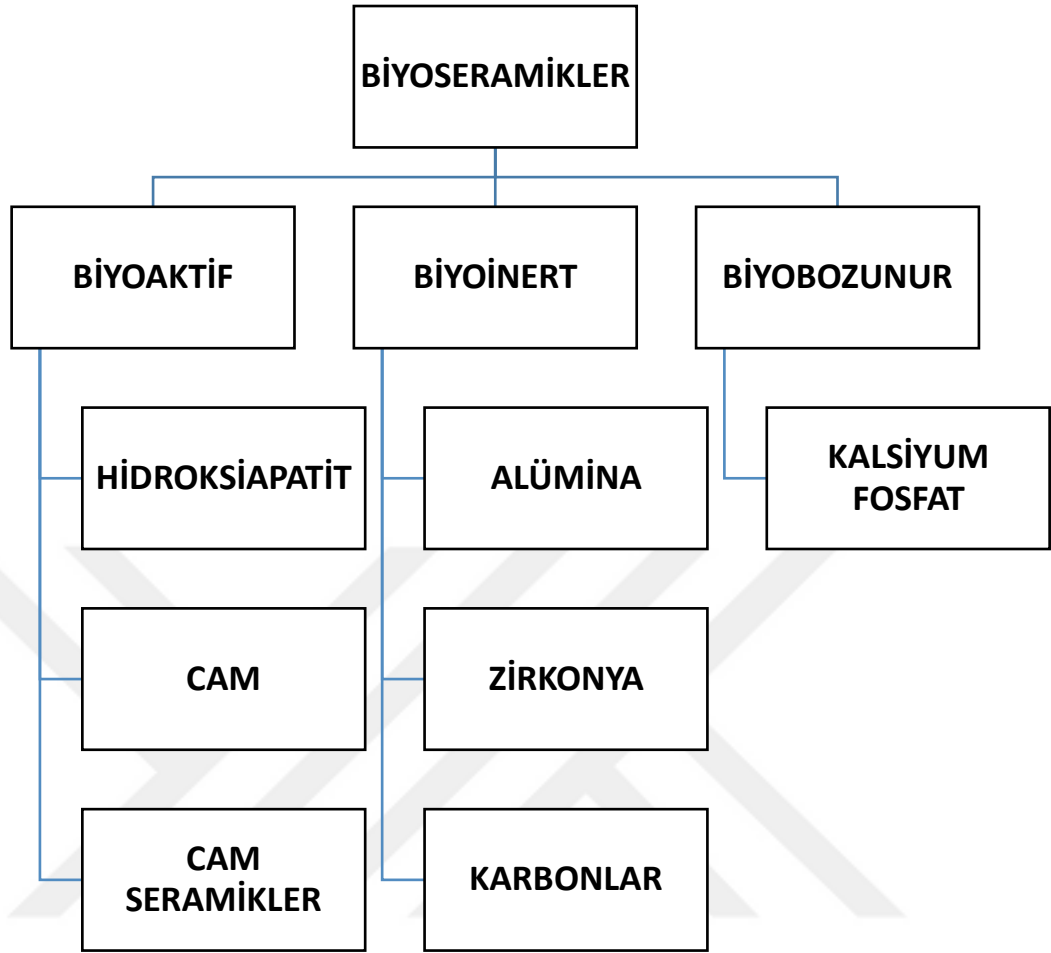 BİYOSERAMİKLER
BİYOAKTİF
BİYOİNERT
BİYOBOZUNUR
HİDROKSİAPATİT
ALÜMİNA
KALSİYUM
FOSFAT
CAM
ZİRKONYA
CAM
SERAMİKLER
KARBONLAR